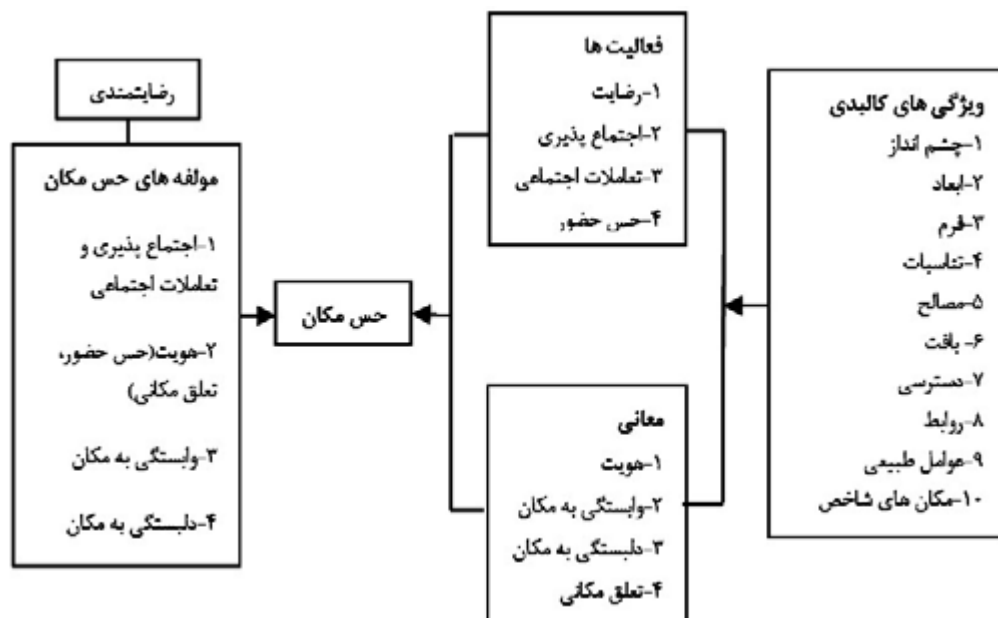 ویژگی های کالبدی
۱-چشم انداز
۲-ابعاد
۳-فرم
۴-تناسبات
۵-مصالح
۶- بافت
۷-دسترسی
۸-روابط
۹-عوامل طبیعی
۱۰-مکان های شاخص
فعالیت ها
۱-رضایت
۲-اجتماع پذیری
۳-تعاملات اجتماعی
۴-حس حضور
معانی
۱-هویت
۲-وابستگی به مکان
۳-دلبستگی به مکان
۴-تعلق مکانی
حس مکان
رضایتمندی
مولفه های حس مکان
۱-اجتماع پذیری و
تعاملات اجتماعی
۲-هویت(حس حضور،
تعلق مکانی)
۳-وابستگی به مکان
۴-دلبستگی به مکان